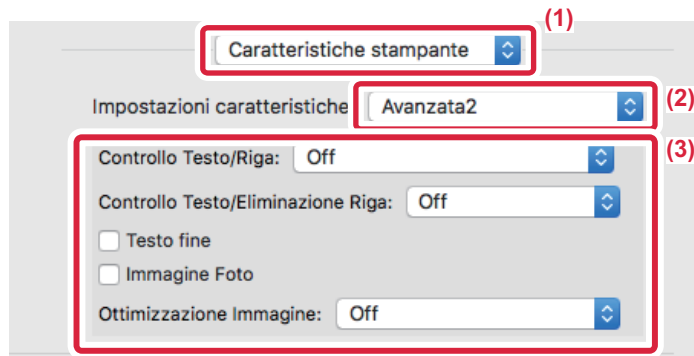 (1)
Caratteristiche stampante
(2)
Impostazioni caratteristiche Avanzata2
(3)
Controllo Testo/Riga: Off
Controllo Testo/Eliminazione Riga: Off
Testo fine
Immagine Foto
Ottimizzazione Immagine: Off